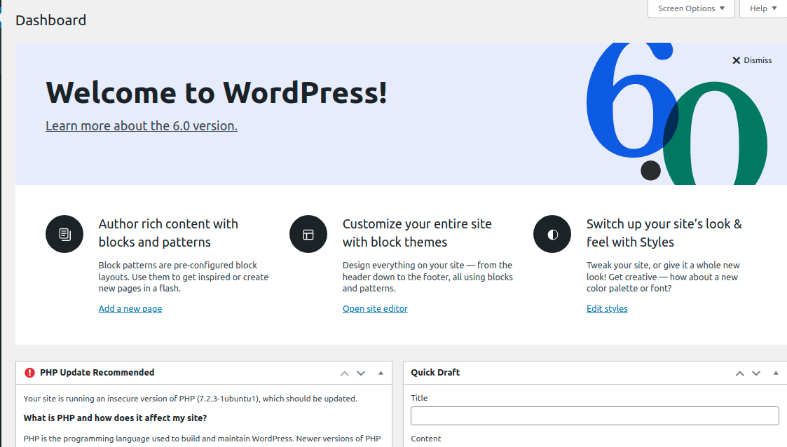 Screen Options
Help
Dashboard
Dismiss
Welcome to WordPress!
Learn more about the 6.0 version.
6.0
Author rich content with
blocks and patterns
Block patterns are pre-configured block
layouts. Use them to get inspired or create
new pages in a flash.
Add a new page
Customize your entire site
with block themes
Design everything on your site — from the
header down to the footer, all using blocks
and patterns.
Open site editor
Switch up your site’s look &
feel with Styles
Tweak your site, or give it a whole new
look! Get creative — how about a new
color palette or font?
Edit styles
PHP Update Recommended
Your site is running an insecure version of PHP (7.2.3-1ubuntu1), which should be updated.
What is PHP and how does it affect my site?
PHP is the programming language used to build and maintain WordPress. Newer versions of PHP
Quick Draft
Title
Content